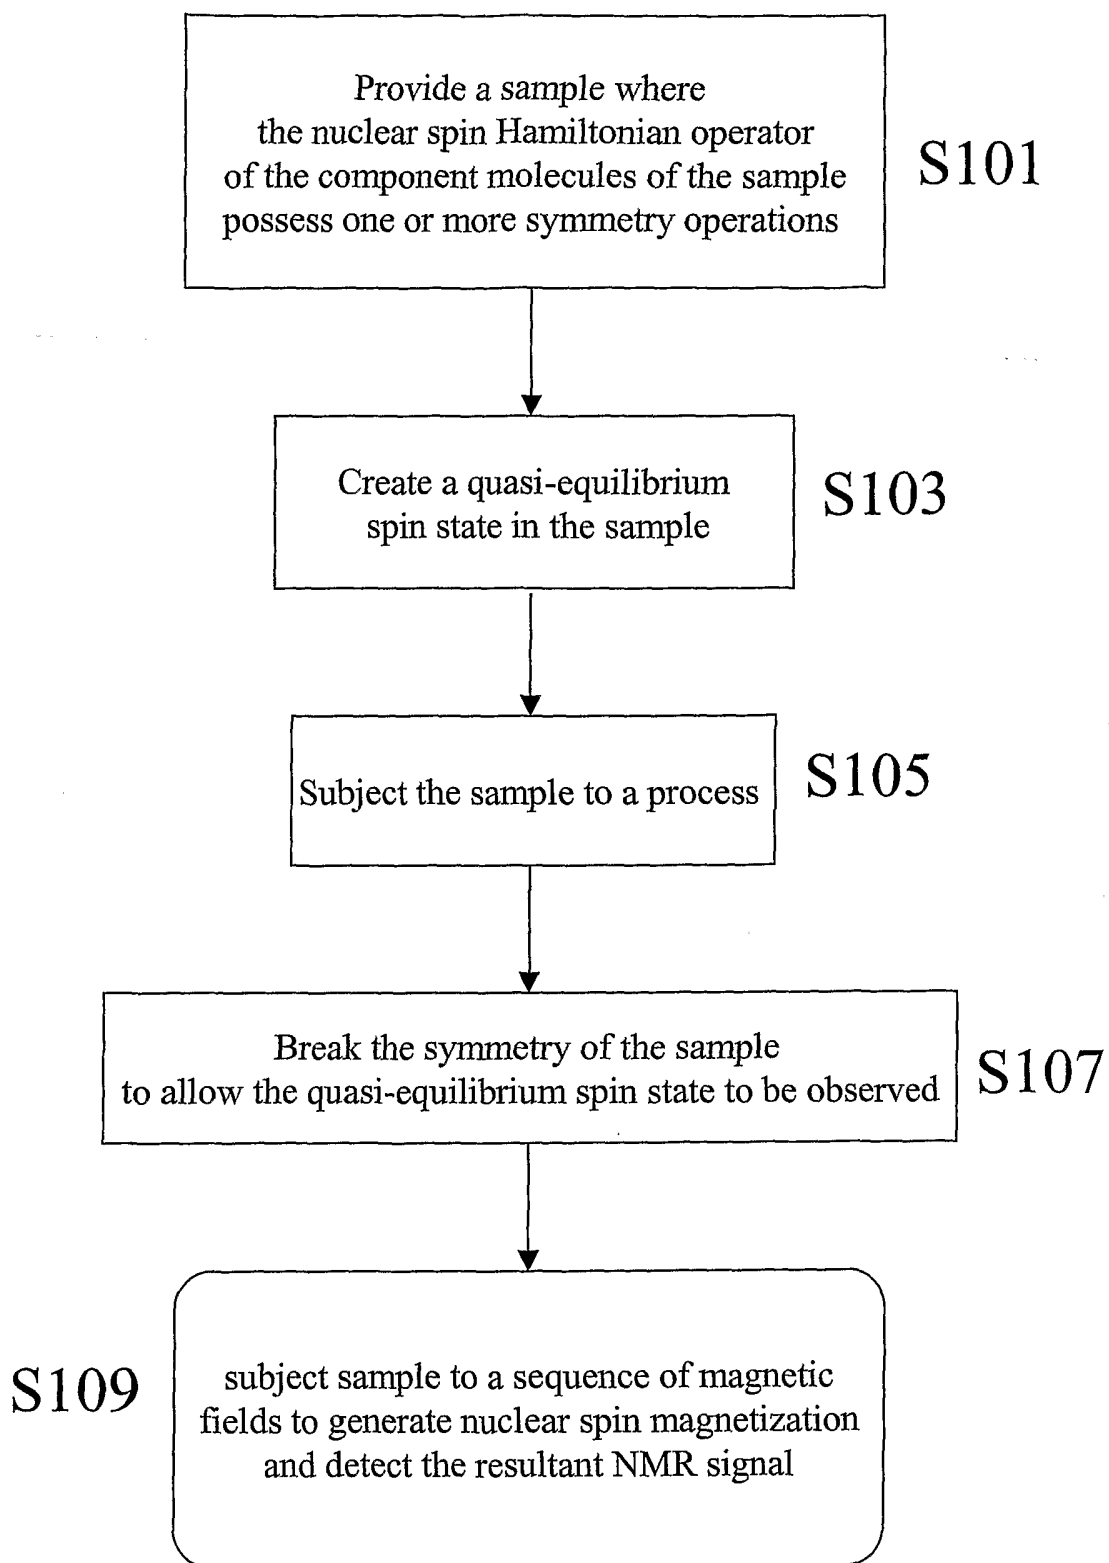 Provide a sample where
the nuclear spin Hamiltonian operator
of the component molecules of the sample
possess one or more symmetry operations
S101
Create a quasi-equilibrium
spin state in the sample
S103
Subject the sample to a process
S105
Break the symmetry of the sample
to allow the quasi-equilibrium spin state to be observed
S107
S109
subject sample to a sequence of magnetic
fields to generate nuclear spin magnetization
and detect the resultant NMR signal